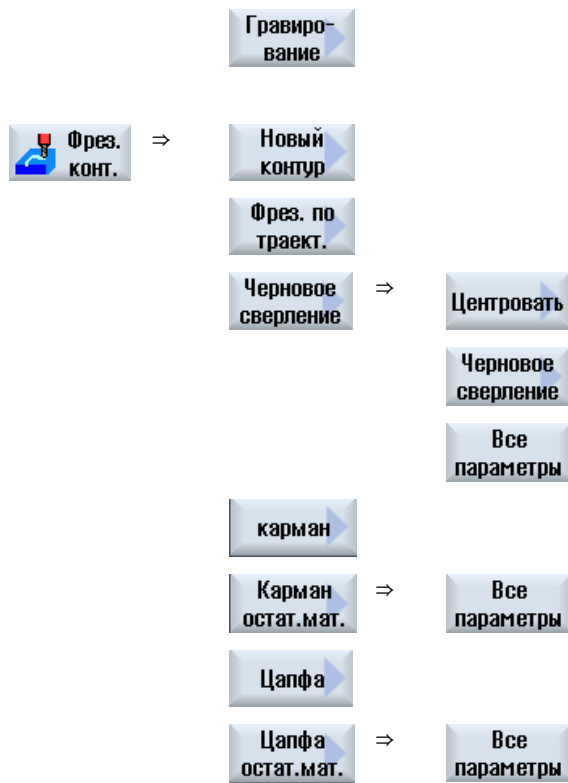 Гравиро-
вание
Фрез.
конт.
⇒
Новый
контур
Фрез. по
траект.
Черновое
сверление
⇒
Центровать
Черновое
сверление
Все
параметры
карман
Карман
остат.мат.
⇒
Все
параметры
Цапфа
Цапфа
остат.мат.
⇒
Все
параметры